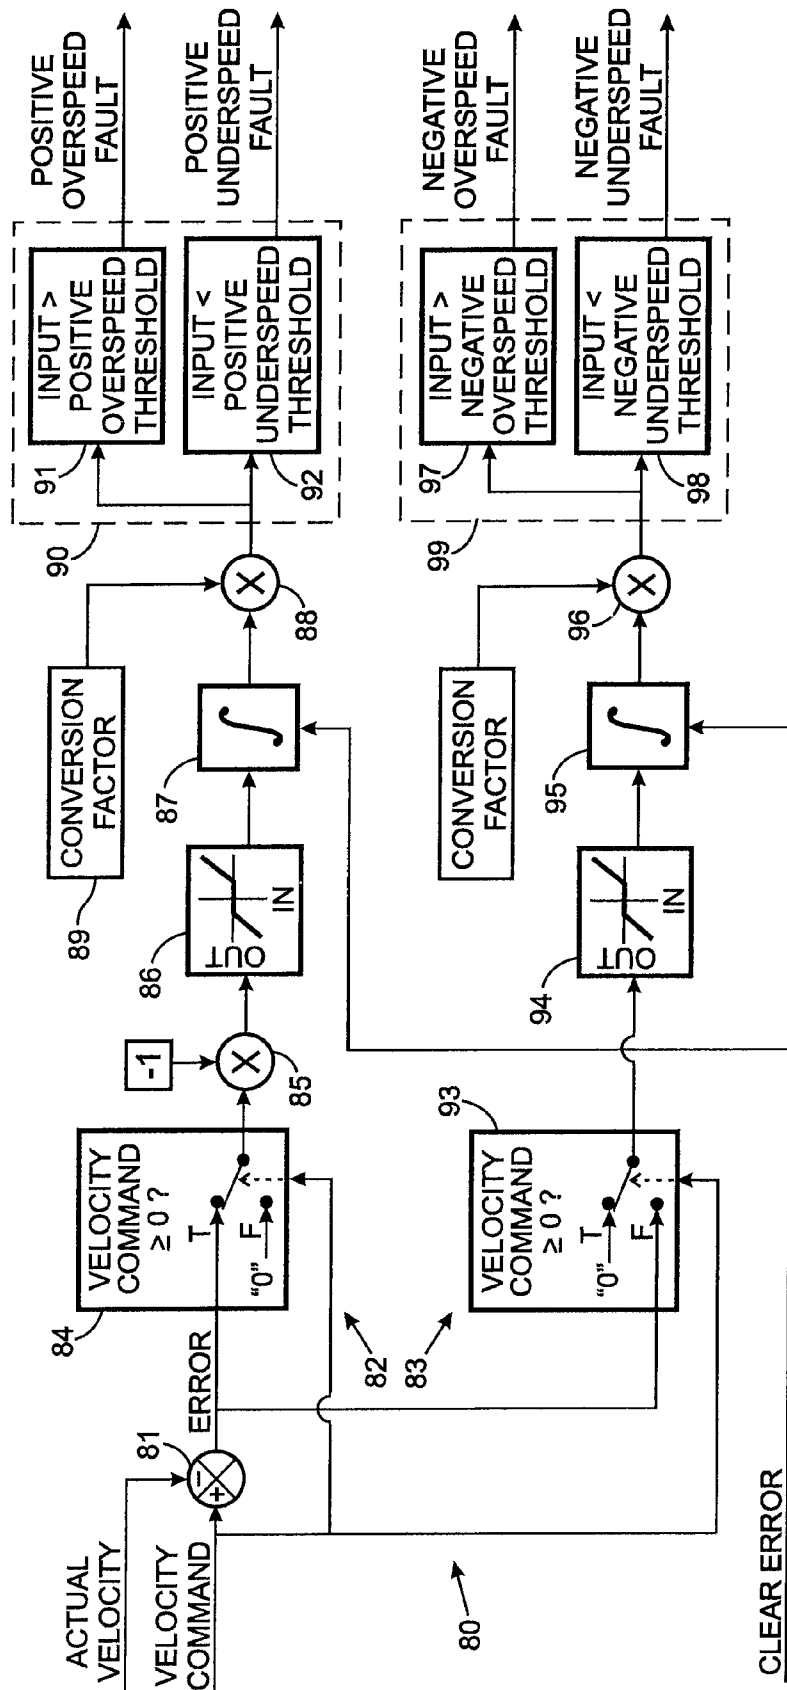 ACTUAL
VELOCITY
VELOCITY
COMMAND
80
81
+
-
ERROR
82
83
84
VELOCITY
COMMAND
≥ 0 ?
T
"0"
F
-1
85
86
OUT
IN
87
88
89
CONVERSION
FACTOR
X
X
90
91
INPUT >
POSITIVE
OVERSPEED
THRESHOLD
92
INPUT <
POSITIVE
UNDERSPEED
THRESHOLD
POSITIVE
OVERSPEED
FAULT
POSITIVE
UNDERSPEED
FAULT
93
VELOCITY
COMMAND
≥ 0 ?
"0"
T
F
94
OUT
IN
95
96
X
CONVERSION
FACTOR
99
97
INPUT >
NEGATIVE
OVERSPEED
THRESHOLD
98
INPUT <
NEGATIVE
UNDERSPEED
THRESHOLD
NEGATIVE
OVERSPEED
FAULT
NEGATIVE
UNDERSPEED
FAULT
CLEAR ERROR